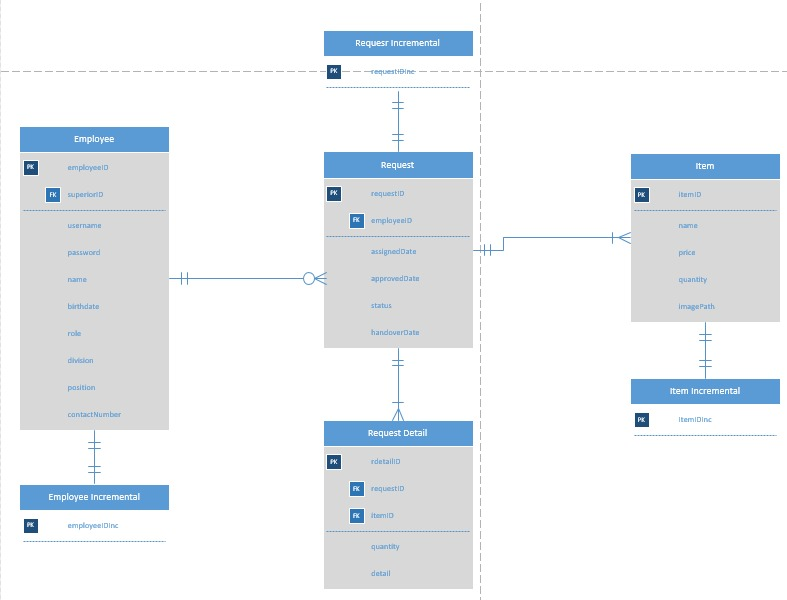 Requesr Incremental
PK requestIDinc
Employee
PK employeeID
FK superiorID
username
password
name
birthdate
role
division
position
contactNumber
Employee Incremental
PK employeeIDinc
Request
PK requestID
FK employeeID
assignedDate
approvedDate
status
handoverDate
Request Detail
PK rdetailID
FK requestID
FK itemID
quantity
detail
Item
PK itemID
name
price
quantity
imagePath
Item Incremental
PK itemIDinc